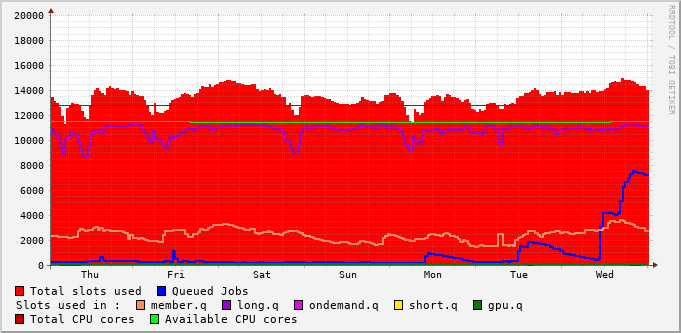 RRDTOOL / TOBI OETIKER
20000
18000
16000
14000
12000
10000
8000
6000
4000
2000
0
Thu Fri Sat Sun Mon Tue Wed
Total slots used Queued Jobs
Slots used in : member.q long.q ondemand.q short.q gpu.q
Total CPU cores Available CPU cores